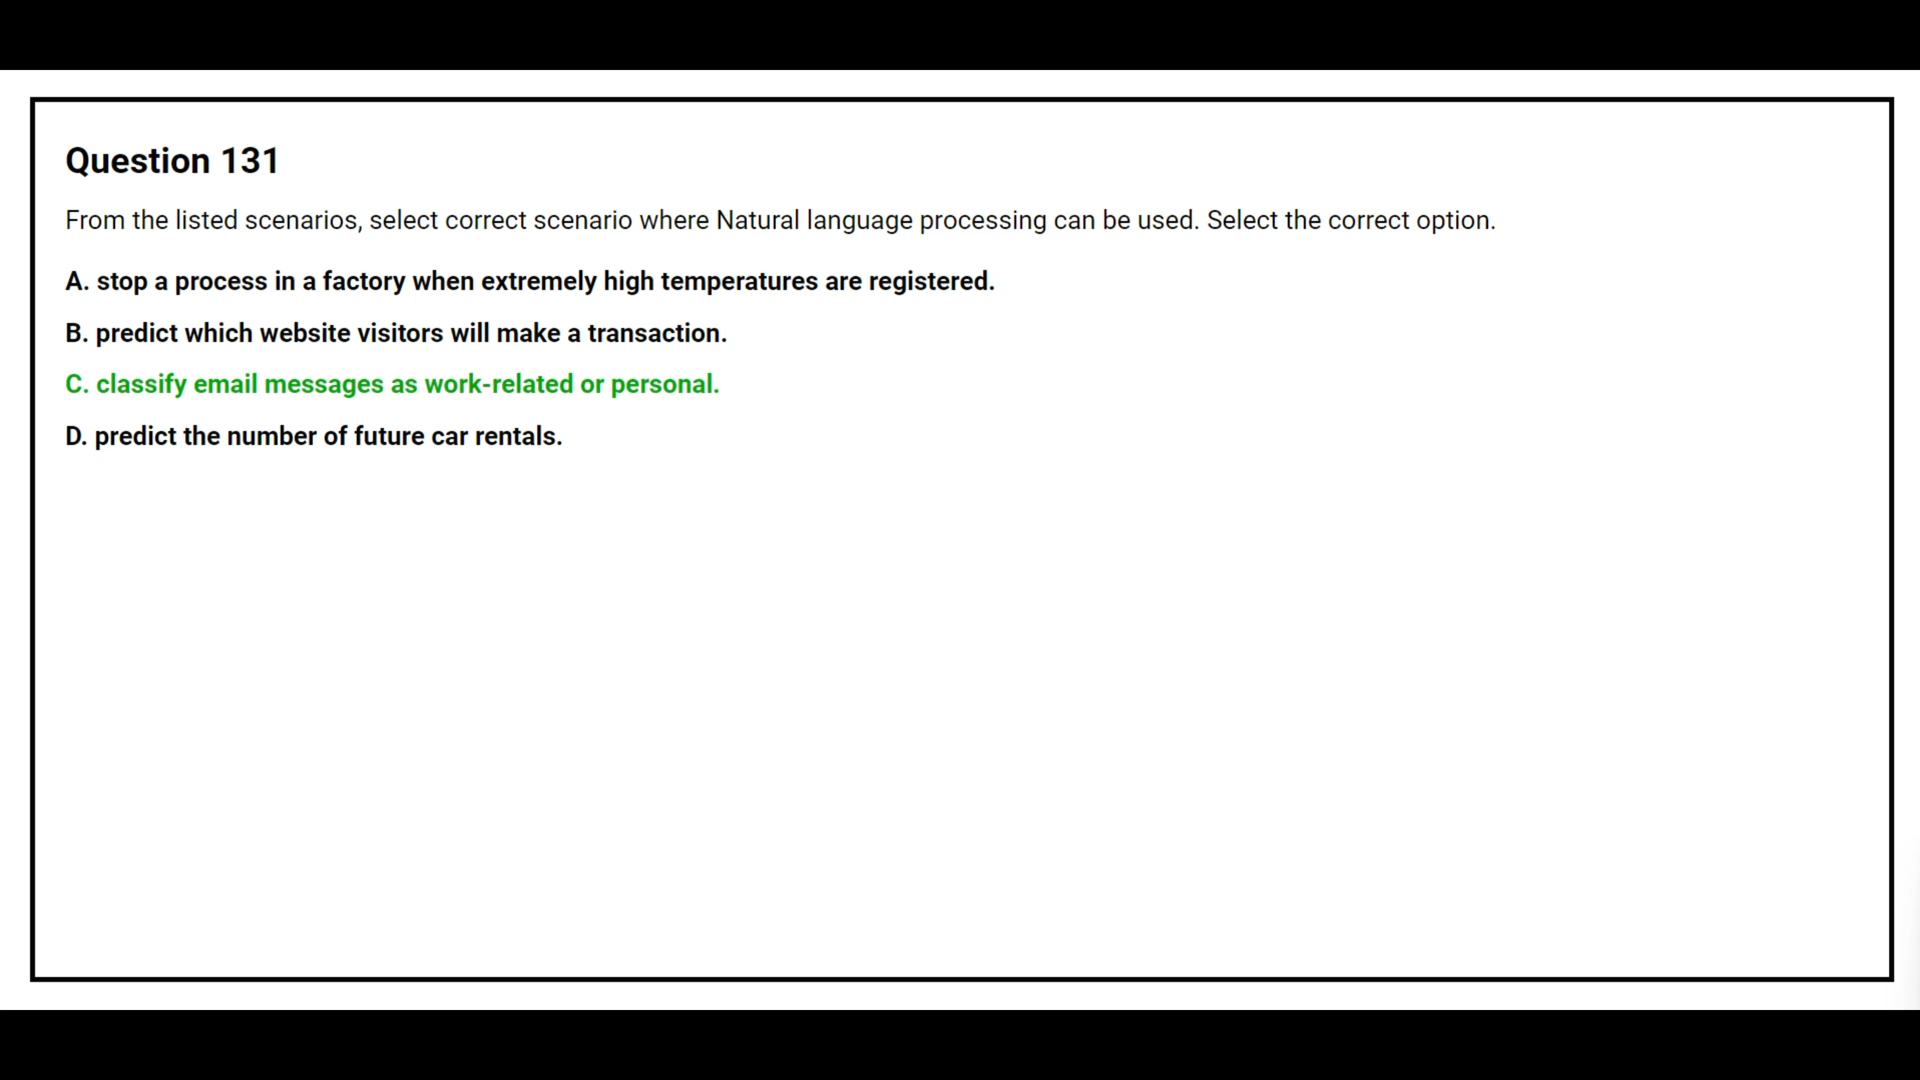 Question 131
From the listed scenarios, select correct scenario where Natural language processing can be used. Select the correct option.
A. stop a process in a factory when extremely high temperatures are registered.
B. predict which website visitors will make a transaction.
C. classify email messages as work-related or personal.
D. predict the number of future car rentals.